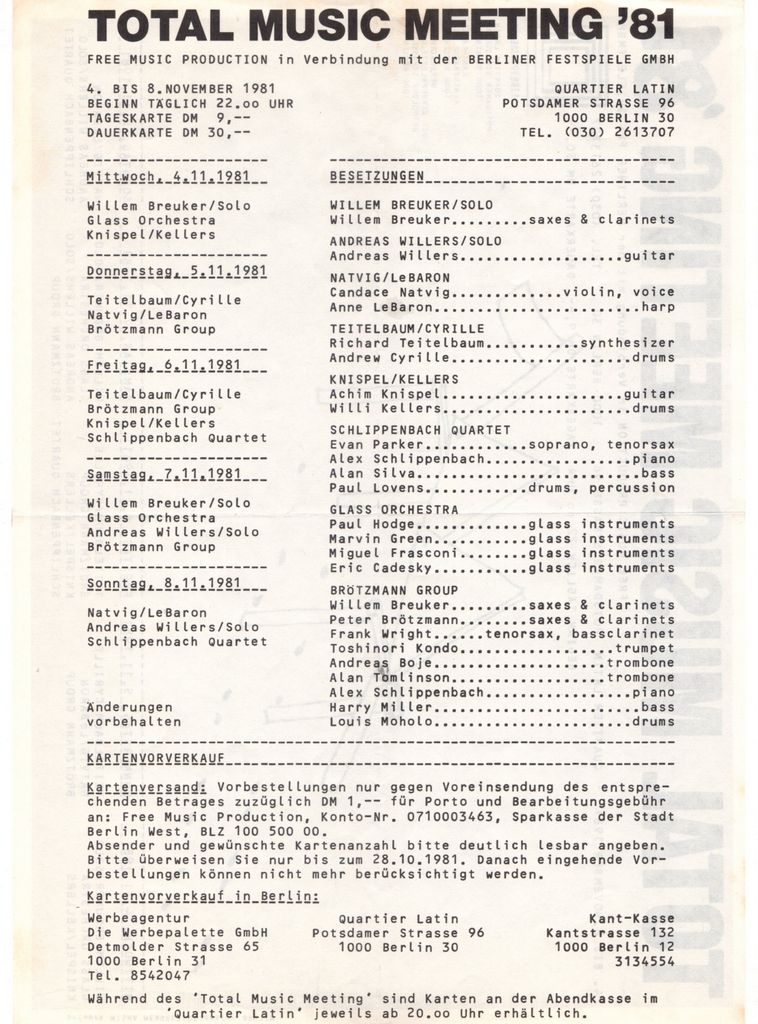 TOTAL MUSIC MEETING '81
FREE MUSIC PRODUCTION in Verbindung mit der BERLINER FESTSPIELE GMBH
4. BIS 8.NOVEMBER 1981
BEGINN TÄGLICH 22.oo UHR
TAGESKARTE DM 9,--
DAUERKARTE DM 30,--
QUARTIER LATIN
POTSDAMER STRASSE 96
1000 BERLIN 30
TEL. (030) 2613707
Mittwoch, 4.11.1981
Willem Breuker/Solo
Glass Orchestra
Knispel/Kellers
Donnerstag, 5.11.1981
Teitelbaum/Cyrille
Natvig/LeBaron
Brötzmann Group
Freitag, 6.11.1981
Teitelbaum/Cyrille
Brötzmann Group
Knispel/Kellers
Schlippenbach Quartet
Samstag, 7.11.1981
Willem Breuker/Solo
Glass Orchestra
Andreas Willers/Solo
Brötzmann Group
Sonntag, 8.11.1981
Natvig/LeBaron
Andreas Willers/Solo
Schlippenbach Quartet
Änderungen
vorbehalten
BESETZUNGEN
WILLEM BREUKER/SOLO
Willem Breuker.........saxes & clarinets
ANDREAS WILLERS/SOLO
Andreas Willers....................guitar
NATVIG/LeBARON
Candace Natvig............violin, voice
Anne LeBaron.......................harp
TEITELBAUM/CYRILLE
Richard Teitelbaum..........synthesizer
Andrew Cyrille....................drums
KNISPEL/KELLERS
Achim Knispel....................guitar
Willi Kellers.....................drums
SCHLIPPENBACH QUARTET
Evan Parker...........soprano, tenorsax
Alex Schlippenbach................piano
Alan Silva.........................bass
Paul Lovens...........drums, percussion
GLASS ORCHESTRA
Paul Hodge............glass instruments
Marvin Green..........glass instruments
Miguel Frasconi.......glass instruments
Eric Cadesky..........glass instruments
BRÖTZMANN GROUP
Willem Breuker........saxes & clarinets
Peter Brötzmann.......saxes & clarinets
Frank Wright......tenorsax, bassclarinet
Toshinori Kondo.................trumpet
Andreas Boje...................trombone
Alan Tomlinson.................trombone
Alex Schlippenbach................piano
Harry Miller.......................bass
Louis Moholo......................drums
KARTENVORVERKAUF
Kartenversand: Vorbestellungen nur gegen Voreinsendung des entspre-
chenden Betrages zuzüglich DM 1,-- für Porto und Bearbeitungsgebühr
an: Free Music Production, Konto-Nr. 0710003463, Sparkasse der Stadt
Berlin West, BLZ 100 500 00.
Absender und gewünschte Kartenanzahl bitte deutlich lesbar angeben.
Bitte überweisen Sie nur bis zum 28.10.1981. Danach eingehende Vor-
bestellungen können nicht mehr berücksichtigt werden.
Kartenvorverkauf in Berlin:
Werbeagentur
Die Werbepalette GmbH
Detmolder Strasse 65
1000 Berlin 31
Tel. 8542047
Quartier Latin
Potsdamer Strasse 96
1000 Berlin 30
Kant-Kasse
Kantstrasse 132
1000 Berlin 12
3134554
Während des 'Total Music Meeting' sind Karten an der Abendkasse im
'Quartier Latin' jeweils ab 20.oo Uhr erhältlich.